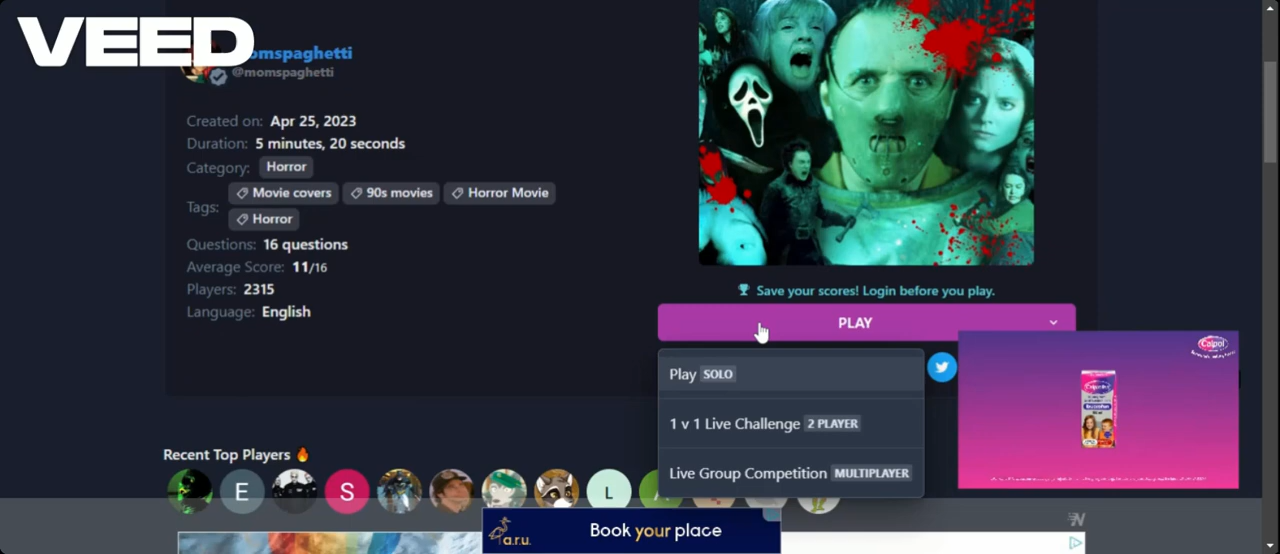 VEED
omspaghetti
@momspaghetti
Created on: Apr 25, 2023
Duration: 5 minutes, 20 seconds
Category: Horror
Movie covers 90s movies Horror Movie
Tags:
Horror
Questions: 16 questions
Average Score: 11/16
Players: 2315
Language: English
Save your scores! Login before you play.
PLAY
Play SOLO
1 v 1 Live Challenge 2 PLAYER
Live Group Competition MULTIPLAYER
Calpol
Recent Top Players
E
S
L
a.r.u.
Book your place